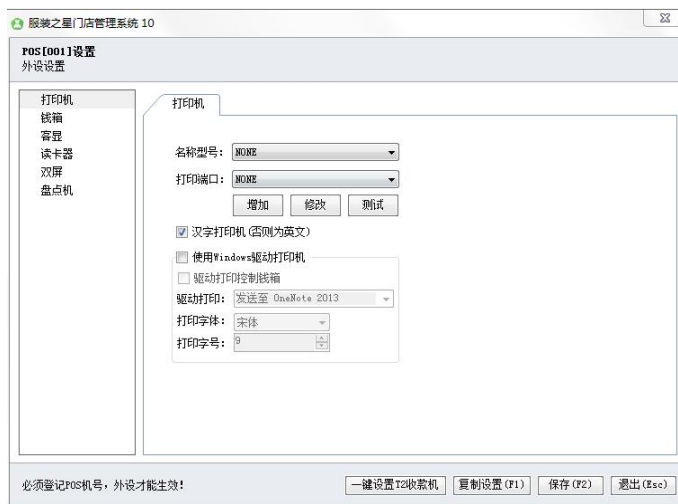 服装之星门店管理系统 10
POS[001]设置
外设设置
打印机
钱箱
客显
读卡器
双屏
盘点机
打印机
名称型号: NONE
打印端口: NONE
增加 修改 测试
汉字打印机(否则为英文)
使用Windows驱动打印机
驱动打印控制钱箱
驱动打印: 发送至 OneNote 2013
打印字体: 宋体
打印字号: 9
必须登记POS机号，外设才能生效!
一键设置T2收款机 复制设置(F1) 保存(F2) 退出(Esc)